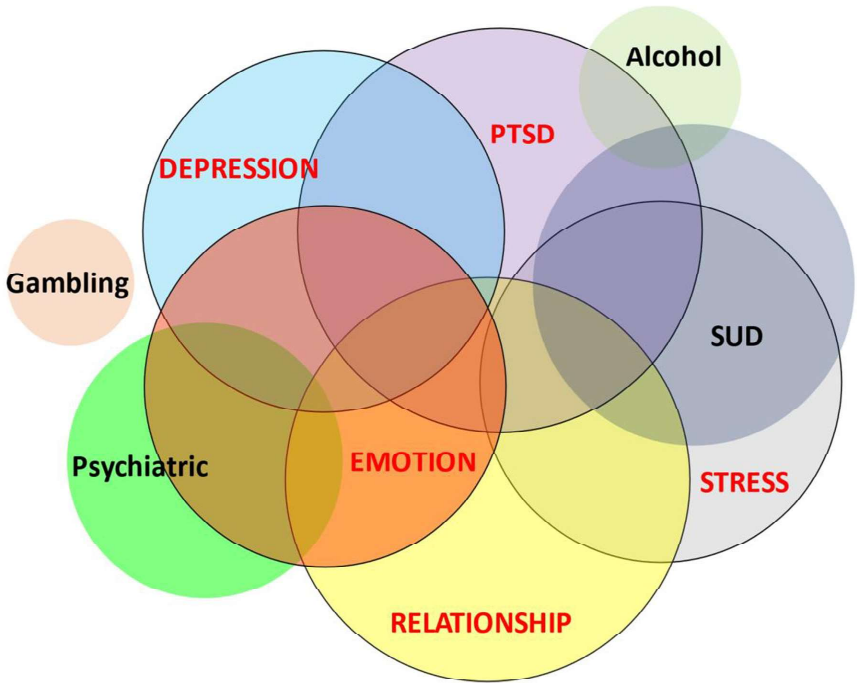 Alcohol
PTSD
DEPRESSION
Gambling
SUD
Psychiatric
EMOTION
STRESS
RELATIONSHIP